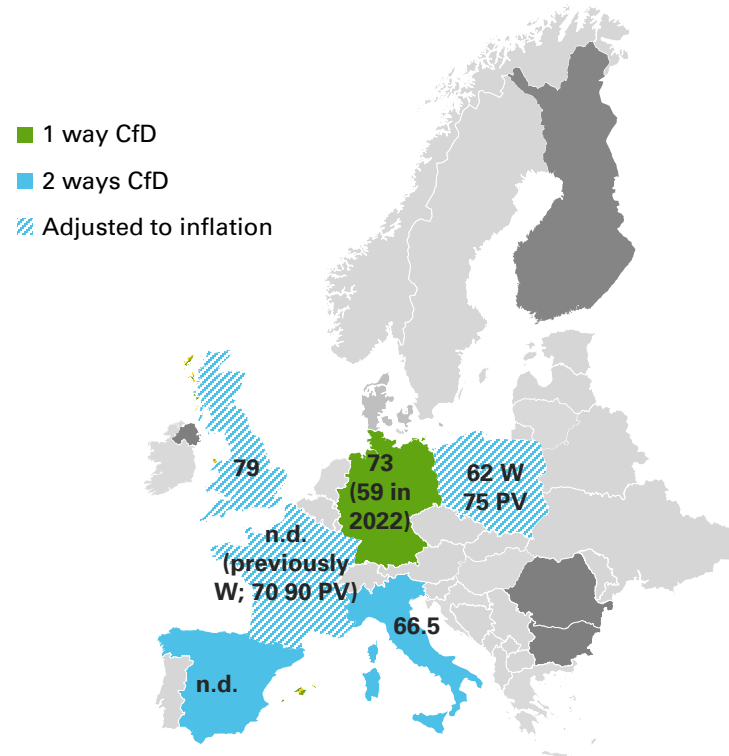 1 way CfD
2 ways CfD
Adjusted to inflation
79
73
(59 in
2022)
62 W
75 PV
n.d.
(previously
W; 70 90 PV)
66.5
n.d.